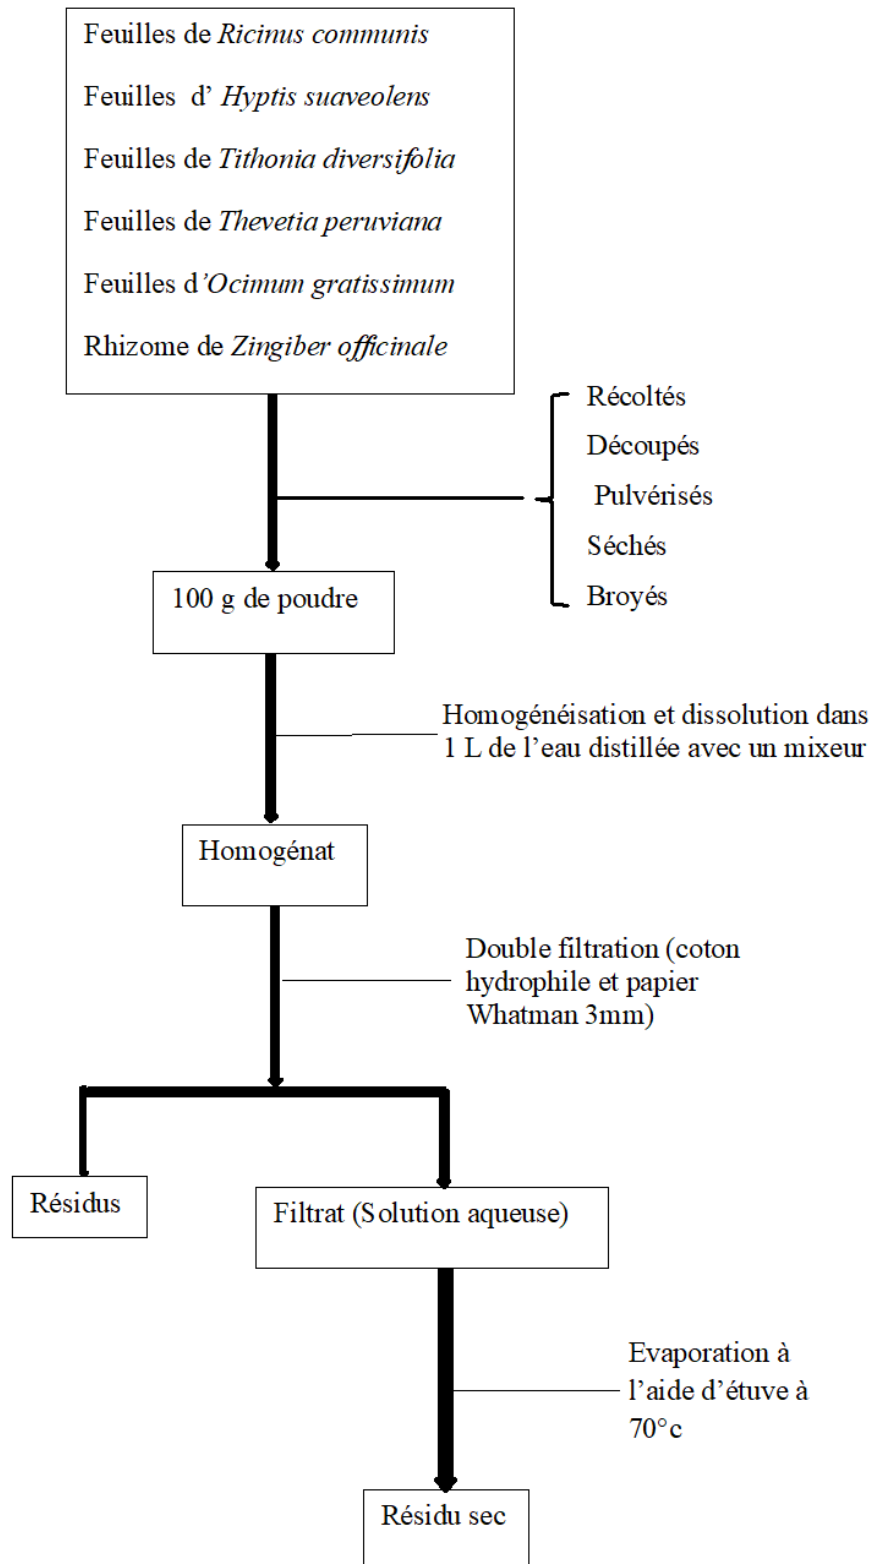 Feuilles de Ricinus communis
Feuilles d’ Hyptis suaveolens
Feuilles de Tithonia diversifolia
Feuilles de Thevetia peruviana
Feuilles d’Ocimum gratissimum
Rhizome de Zingiber officinale
Récoltés
Découpés
Pulvérisés
Séchés
Broyés
100 g de poudre
Homogénéisation et dissolution dans
1 L de l’eau distillée avec un mixeur
Homogénat
Double filtration (coton
hydrophile et papier
Whatman 3mm)
Résidus
Filtrat (Solution aqueuse)
Evaporation à
l’aide d’étuve à
70°c
Résidu sec